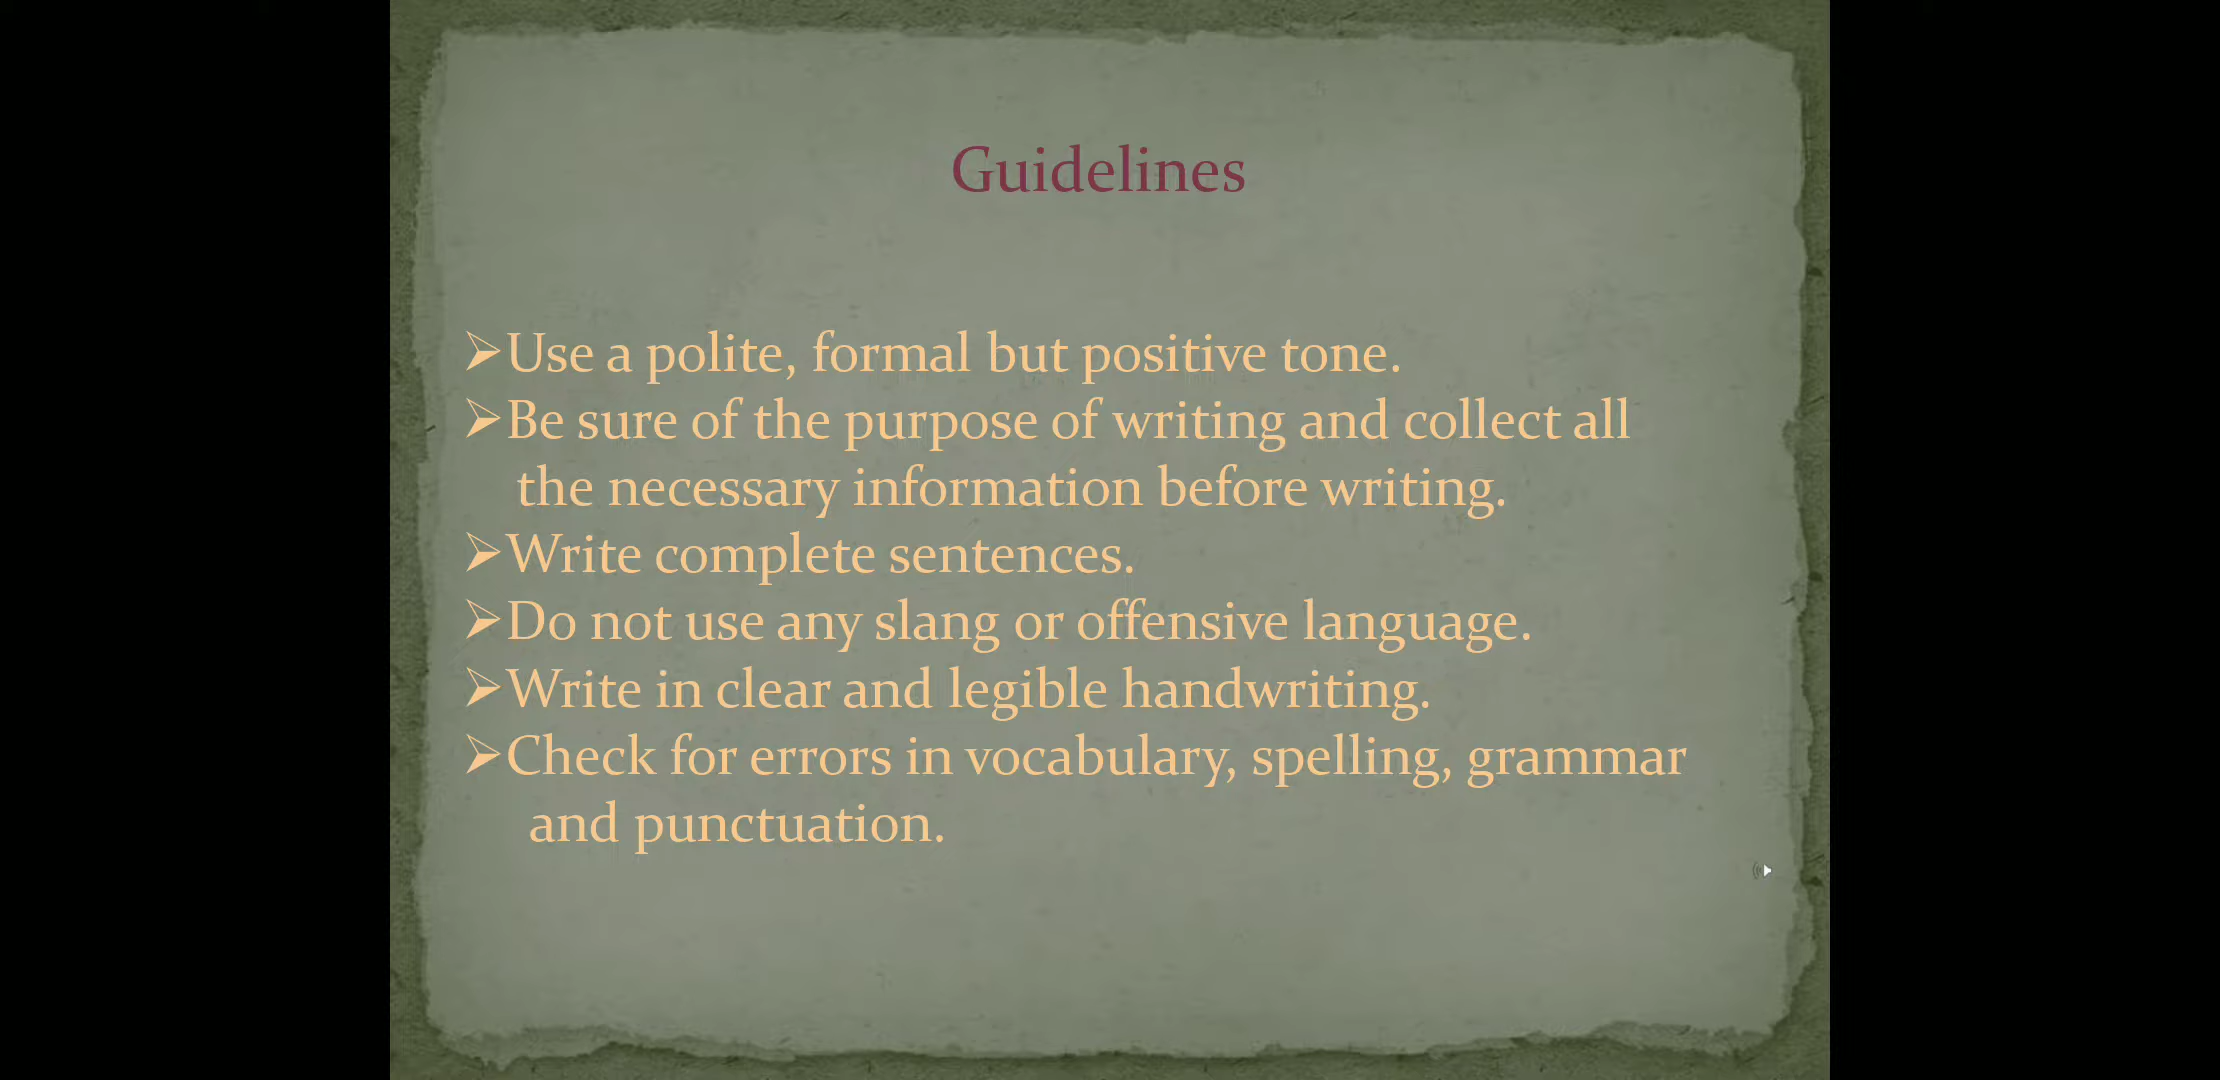 Guidelines
➢Use a polite, formal but positive tone.
➢Be sure of the purpose of writing and collect all
the necessary information before writing.
➢Write complete sentences.
➢Do not use any slang or offensive language.
➢Write in clear and legible handwriting.
➢Check for errors in vocabulary, spelling, grammar
and punctuation.